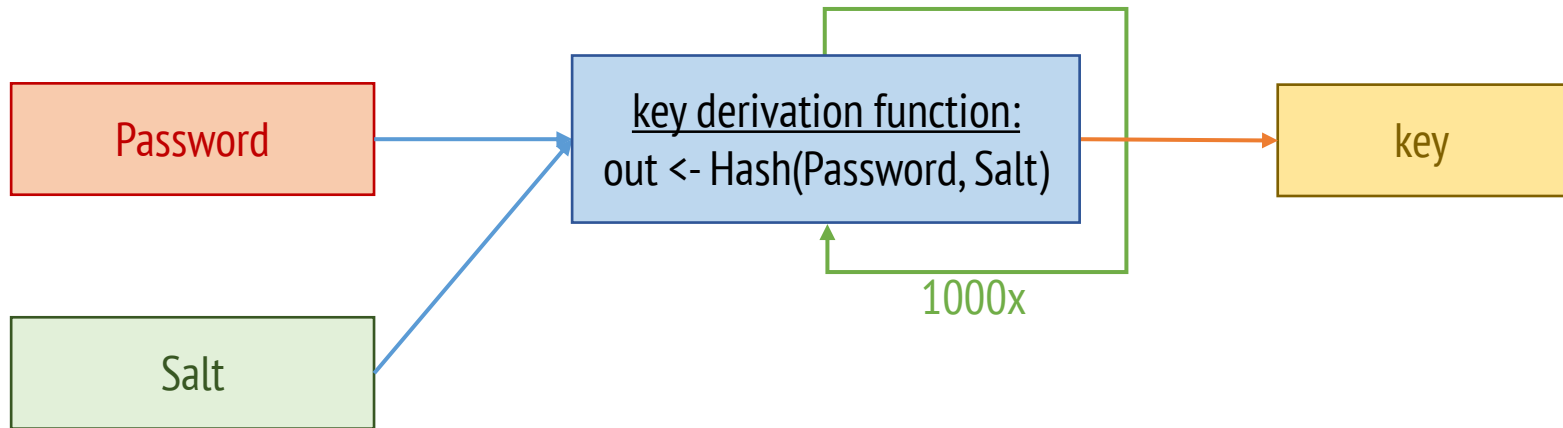 Password
key derivation function:
out <- Hash(Password, Salt)
key
1000x
Salt